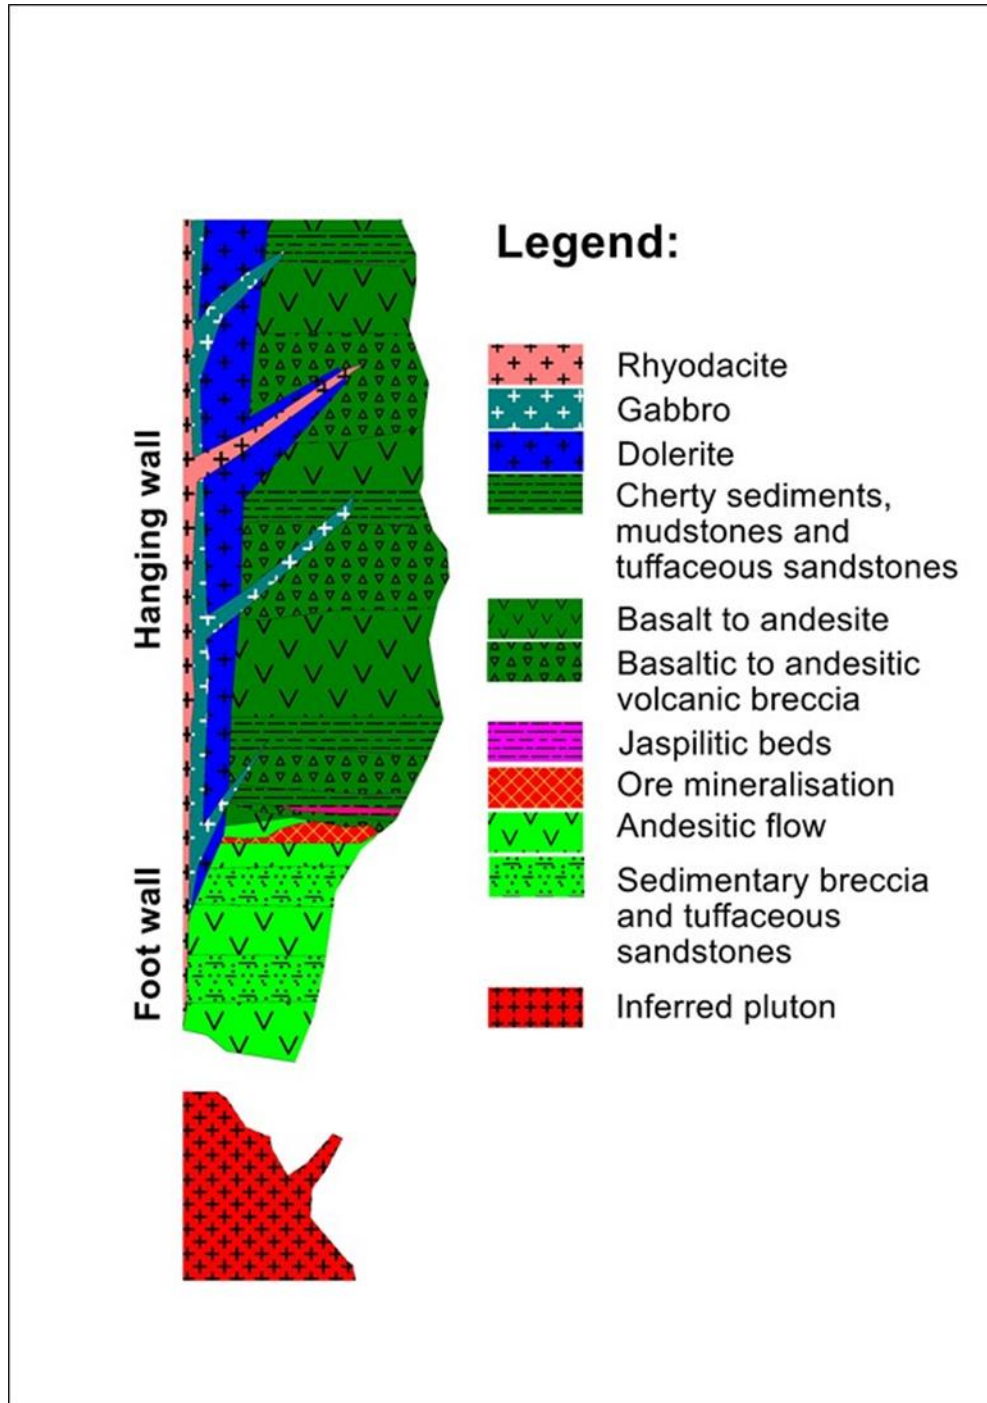 Legend:
Rhyodacite
Gabbro
Dolerite
Cherty sediments,
mudstones and
tuffaceous sandstones
Basalt to andesite
Basaltic to andesitic
volcanic breccia
Jaspilitic beds
Ore mineralisation
Andesitic flow
Sedimentary breccia
and tuffaceous
sandstones
Inferred pluton
Hanging wall
Foot wall